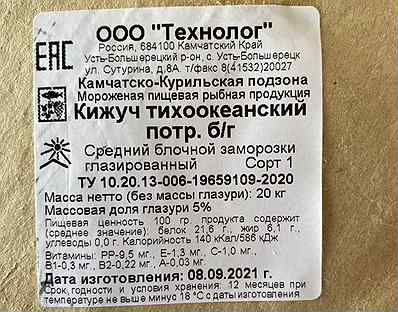 ООО "Технолог"
Россия, 684100 Камчатский Край
Усть-Большерецкий р-он, с. Усть-Большерецк
ул. Сутурина, д.8А т/факс 8(41532)20027
ЕАС
Камчатско-Курильская подзона
Мороженая пищевая рыбная продукция
Кижуч тихоокеанский
потр. б/г
Средний блочной заморозки
глазированный Сорт 1
ТУ 10.20.13-006-19659109-2020
Масса нетто (без массы глазури): 20 кг
Массовая доля глазури 5%
Пищевая ценность 100 гр. продукта содержит
(среднее значение): белок 21,6 г., жир 6,1 г.,
углеводы 0,0 г. Калорийность 140 кКал/586 кДж
Витамины: РР-9,5 мг., Е-1,3 мг., С-1,0 мг.,
В1-0,3 мг., В2-0,22 мг., А-0,03 мг.
Дата изготовления: 08.09.2021 г.
Срок годности и условия хранения: 12 месяцев при
температуре не выше минус 18 °С с даты изготовления